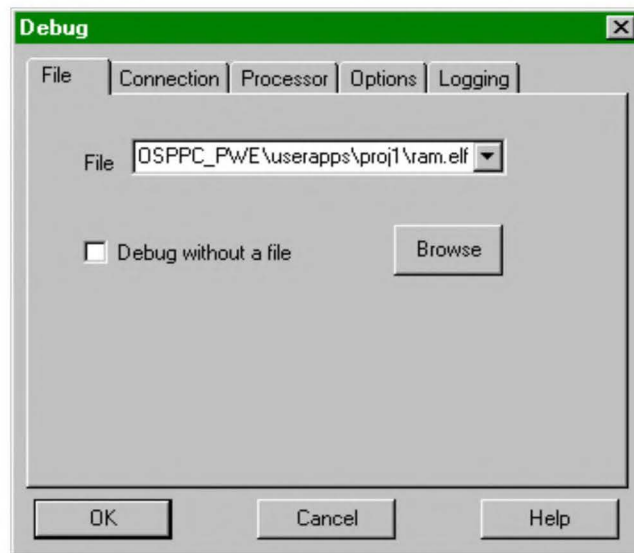 Debug
File Connection Processor Options Logging
File OSPPC_PWE\userapps\proj1\ram.elf
Debug without a file Browse
OK Cancel Help